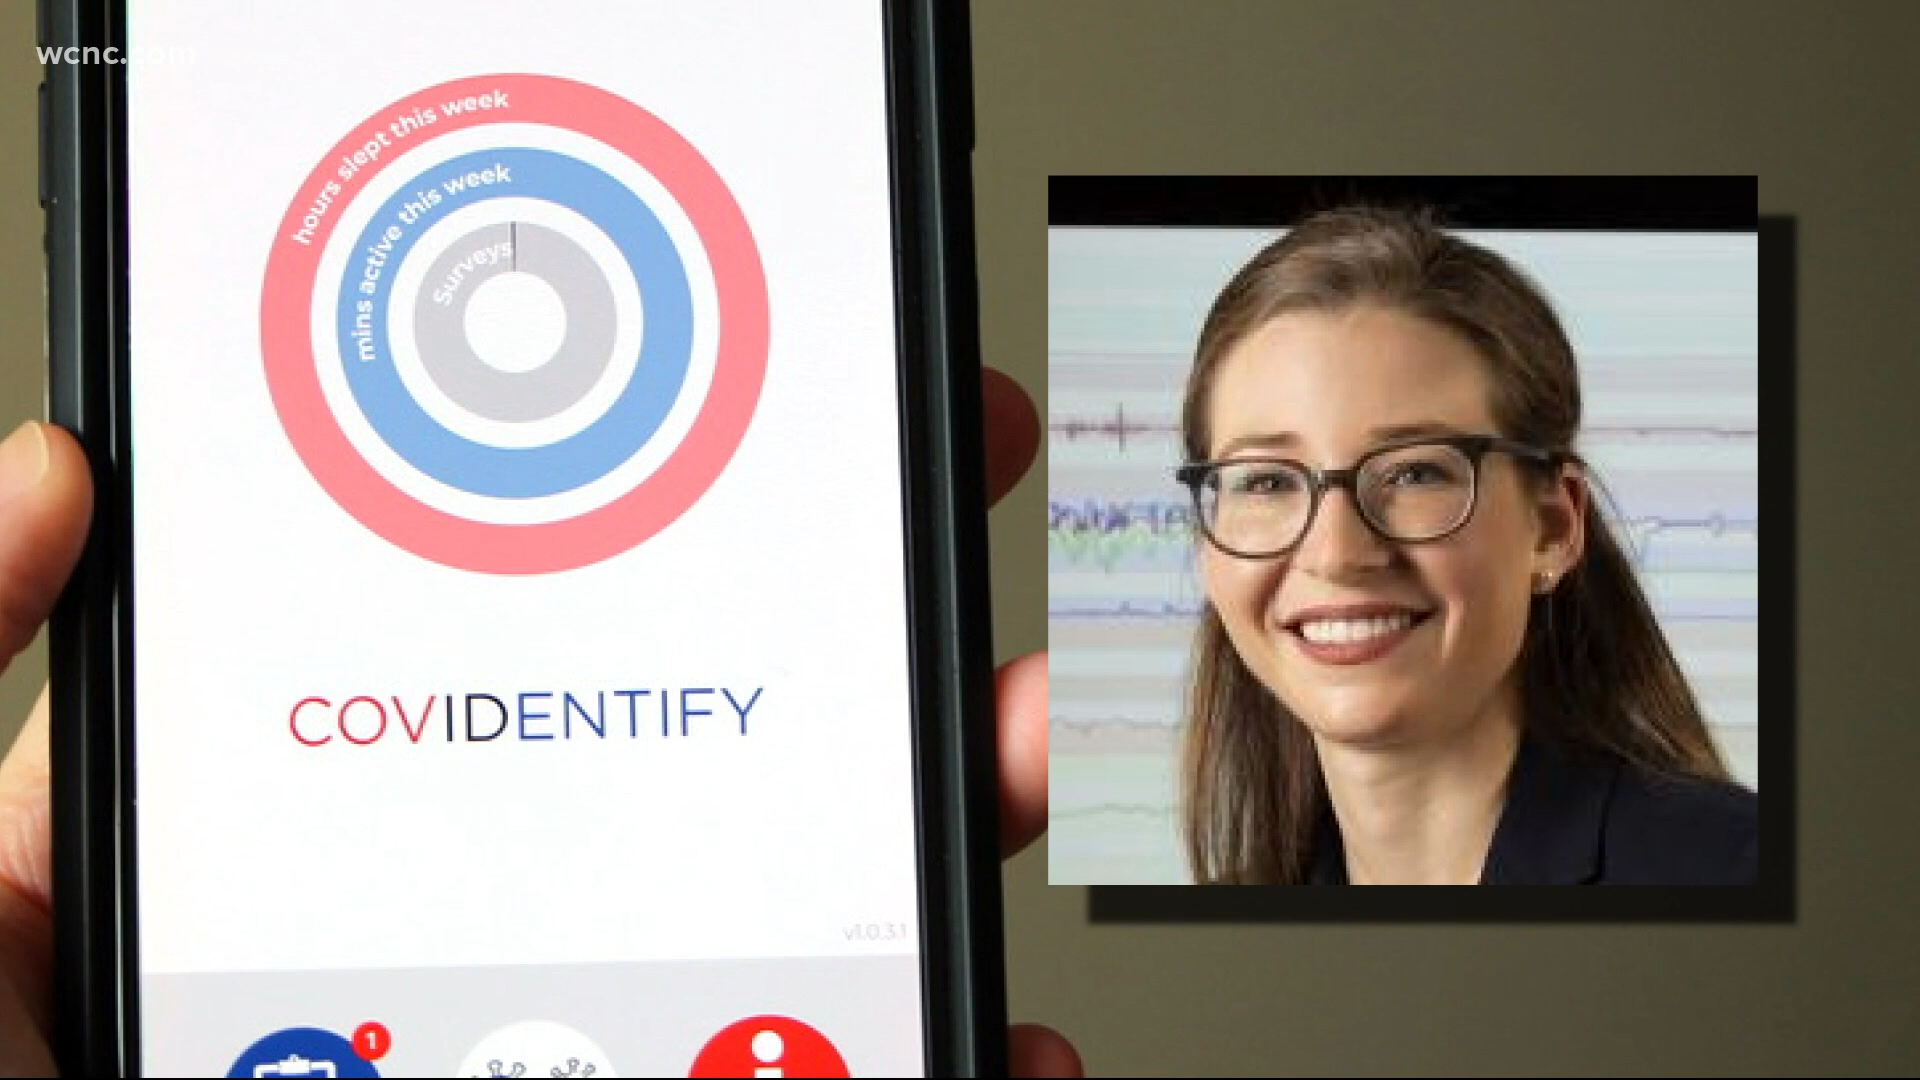 wcnc.com
hours slept this week
mins active this week
Surveys
COVIDENTIFY
v1.0.3.1
1
i